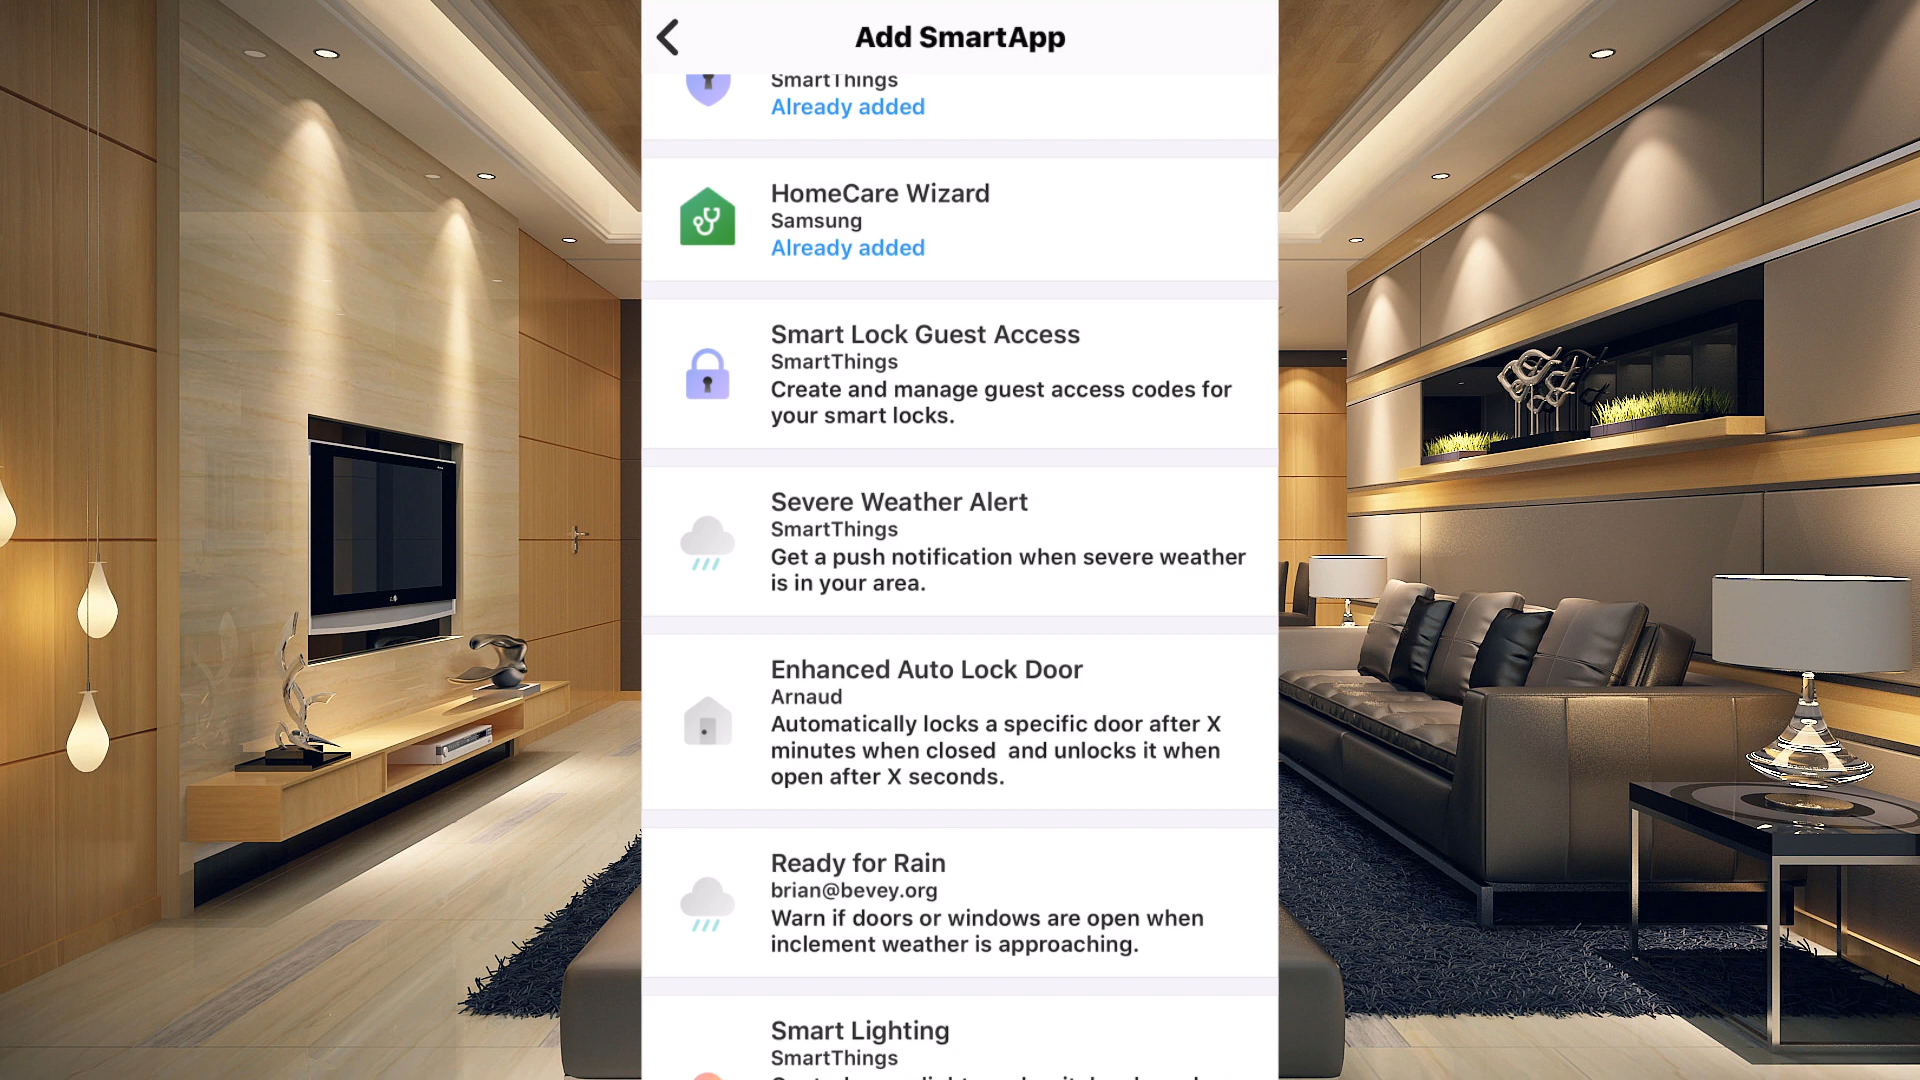 Add SmartApp
SmartThings
Already added
HomeCare Wizard
Samsung
Already added
Smart Lock Guest Access
SmartThings
Create and manage guest access codes for
your smart locks.
Severe Weather Alert
SmartThings
Get a push notification when severe weather
is in your area.
Enhanced Auto Lock Door
Arnaud
Automatically locks a specific door after X
minutes when closed and unlocks it when
open after X seconds.
Ready for Rain
brian@bevey.org
Warn if doors or windows are open when
inclement weather is approaching.
Smart Lighting
SmartThings